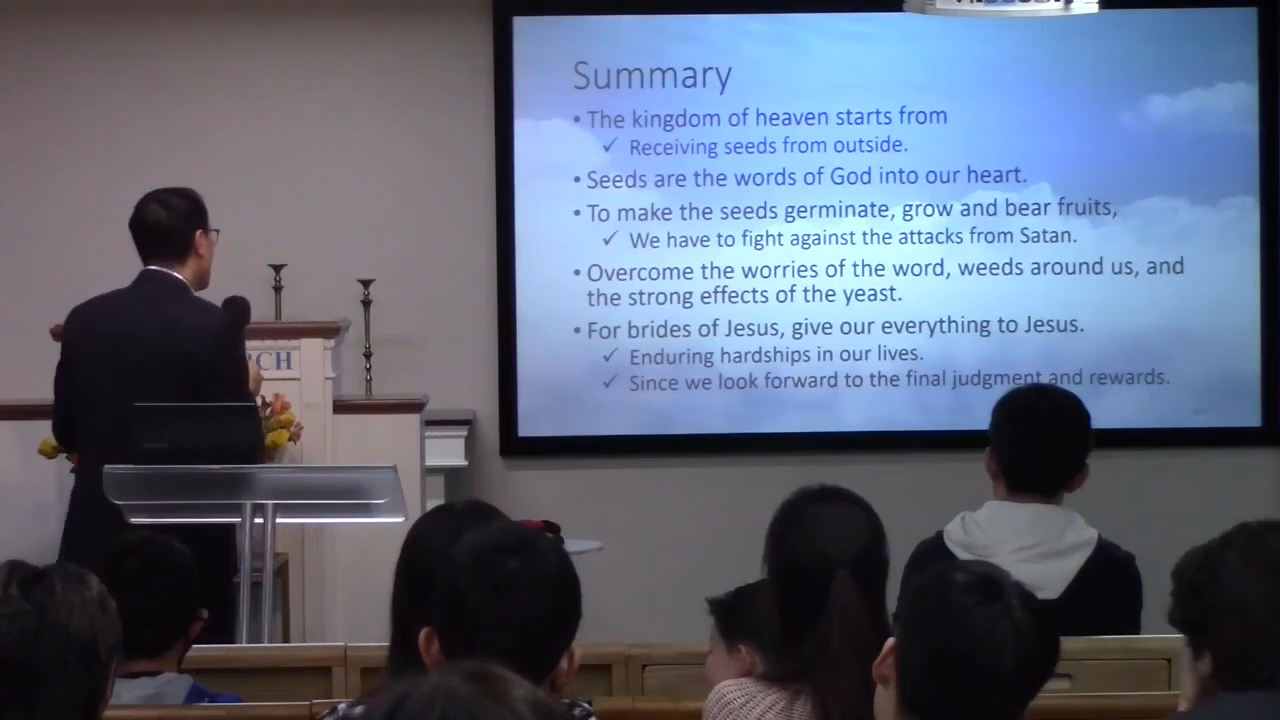 Summary
• The kingdom of heaven starts from
✓ Receiving seeds from outside.
• Seeds are the words of God into our heart.
• To make the seeds germinate, grow and bear fruits,
✓ We have to fight against the attacks from Satan.
• Overcome the worries of the word, weeds around us, and
the strong effects of the yeast.
• For brides of Jesus, give our everything to Jesus.
✓ Enduring hardships in our lives.
✓ Since we look forward to the final judgment and rewards.